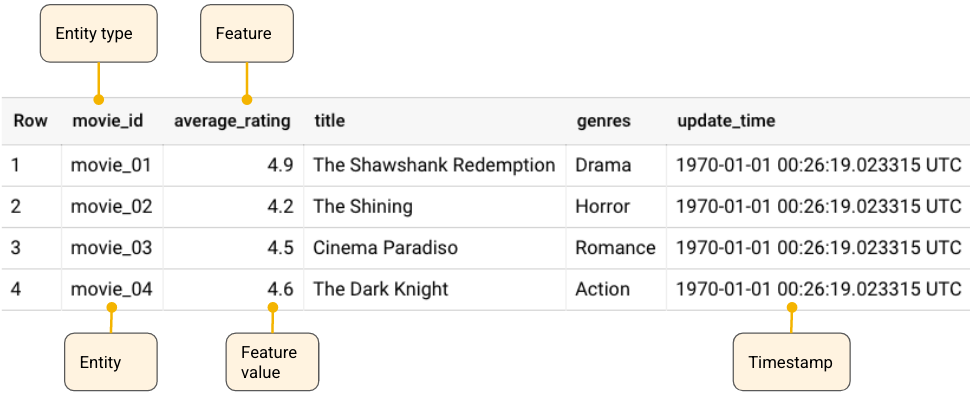 Entity type Feature
Row movie_id average_rating title genres update_time
1 movie_01 4.9 The Shawshank Redemption Drama 1970-01-01 00:26:19.023315 UTC
2 movie_02 4.2 The Shining Horror 1970-01-01 00:26:19.023315 UTC
3 movie_03 4.5 Cinema Paradiso Romance 1970-01-01 00:26:19.023315 UTC
4 movie_04 4.6 The Dark Knight Action 1970-01-01 00:26:19.023315 UTC
Entity
Feature
value
Timestamp